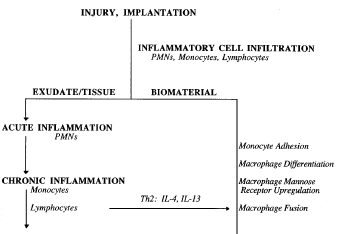 INJURY, IMPLANTATION
INFLAMMATORY CELL INFILTRATION
PMNs, Monocytes, Lymphocytes
EXUDATE/TISSUE
BIOMATERIAL
ACUTE INFLAMMATION
PMNs
Monocyte Adhesion
Macrophage Differentiation
CHRONIC INFLAMMATION
Monocytes
Macrophage Mannose
Receptor Upregulation
Th2: IL-4, IL-13
Lymphocytes
Macrophage Fusion